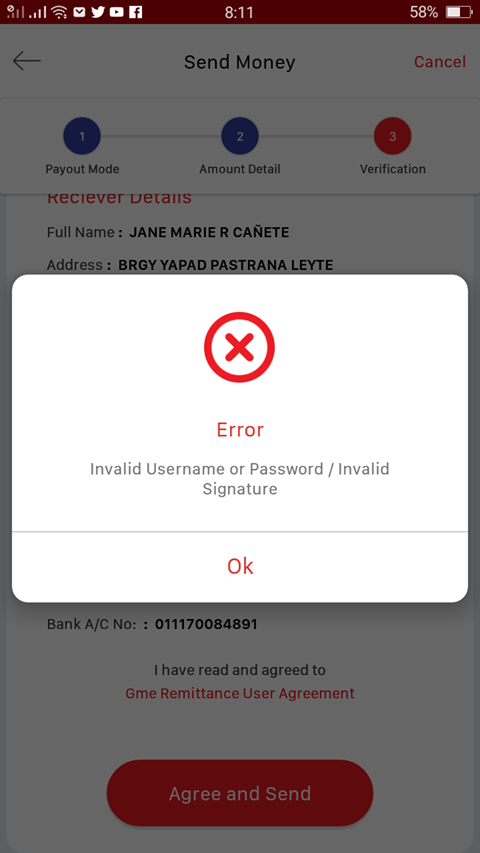 8:11
58%
Send Money
Cancel
1
2
3
Payout Mode
Amount Detail
Verification
Reciever Details
Full Name : JANE MARIE R CAÑETE
Address : BRGY YAPAD PASTRANA LEYTE
Error
Invalid Username or Password / Invalid
Signature
Ok
Bank A/C No: : 011170084891
I have read and agreed to
Gme Remittance User Agreement
Agree and Send